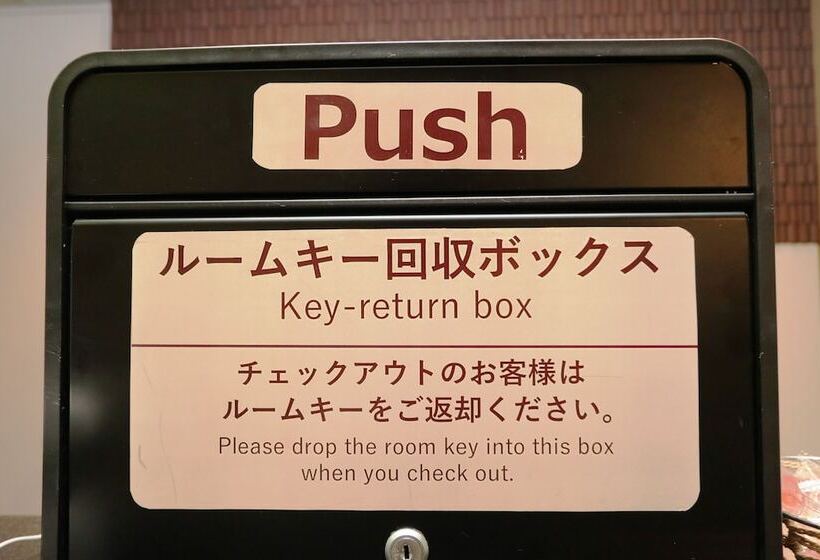 Push
ルームキー回収ボックス
Key-return box
チェックアウトのお客様は
ルームキーをご返却ください。
Please drop the room key into this box
when you check out.